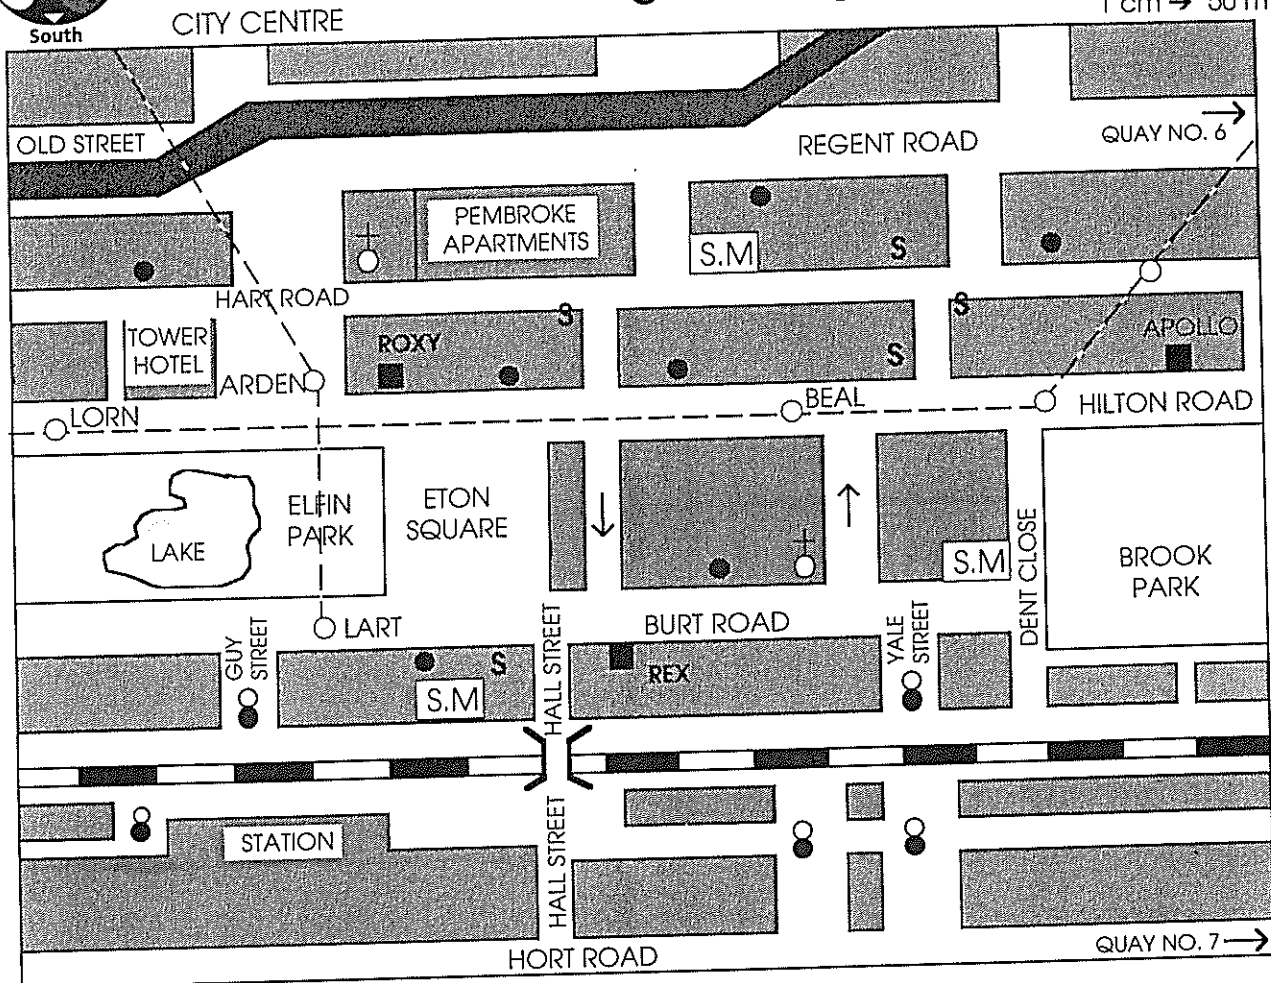 South
CITY CENTRE
1 cm → 50 m
OLD STREET
REGENT ROAD
QUAY NO. 6
PEMBROKE
APARTMENTS
S.M
S
HART ROAD
TOWER
HOTEL
ROXY
S
S
S
APOLLO
ARDEN
LORN
BEAL
HILTON ROAD
LAKE
ELFIN
PARK
ETON
SQUARE
S.M
DENT CLOSE
BROOK
PARK
LART
GUY
STREET
S
S.M
HALL STREET
BURT ROAD
REX
YALE
STREET
STATION
HALL STREET
HORT ROAD
QUAY NO. 7